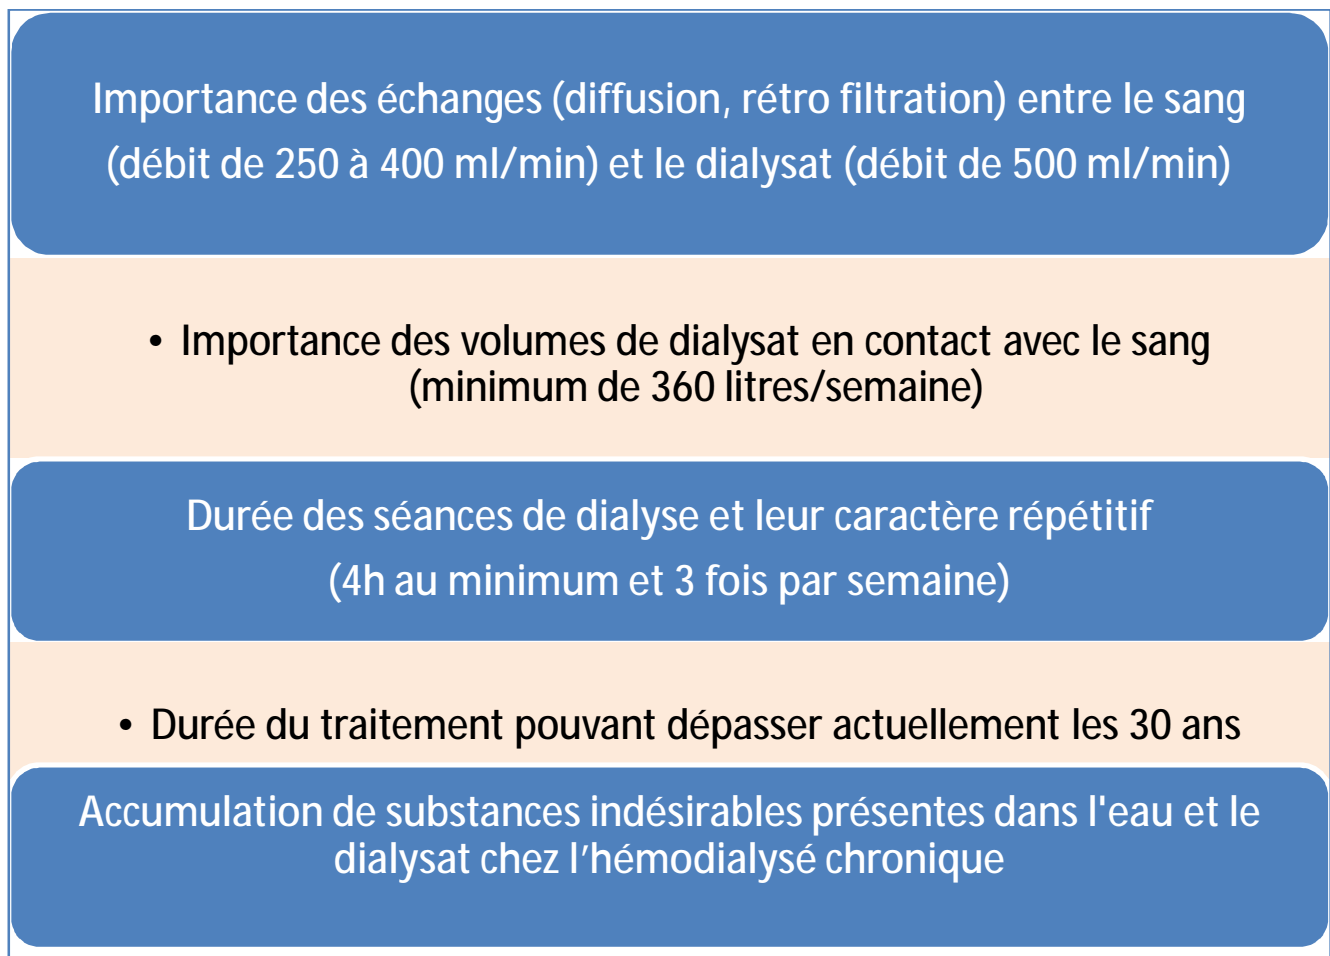 Importance des échanges (diffusion, rétro filtration) entre le sang
(débit de 250 à 400 ml/min) et le dialysat (débit de 500 ml/min)
• Importance des volumes de dialysat en contact avec le sang
(minimum de 360 litres/semaine)
Durée des séances de dialyse et leur caractère répétitif
(4h au minimum et 3 fois par semaine)
• Durée du traitement pouvant dépasser actuellement les 30 ans
Accumulation de substances indésirables présentes dans l'eau et le
dialysat chez l’hémodialysé chronique